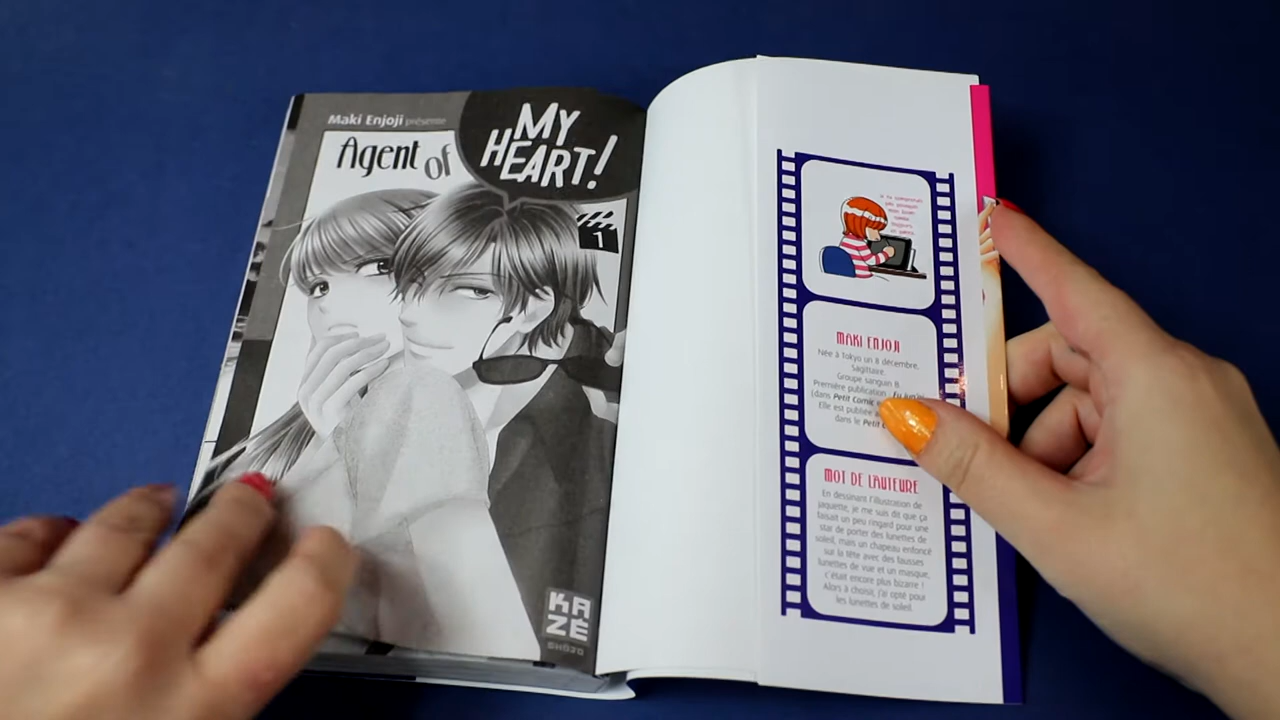 Maki Enjoji présente
Agent of
MY
HEART!
1
KA
ZÉ
SHÔJO
MAKI ENJOJI
Née à Tokyo un 8 décembre,
Sagittaire.
Groupe sanguin B.
Première publication :
(dans Petit Comic
Elle est publiée
dans le Petit
MOT DE L'AUTEURE
En dessinant l'illustration de
jaquette, je me suis dit que ça
faisait un peu ringard pour une
star de porter des lunettes de
soleil, mais un chapeau enfoncé
sur la tête avec des fausses
lunettes de vue et un masque,
c'était encore plus bizarre !
Alors à choisir, j'ai opté pour
les lunettes de soleil.